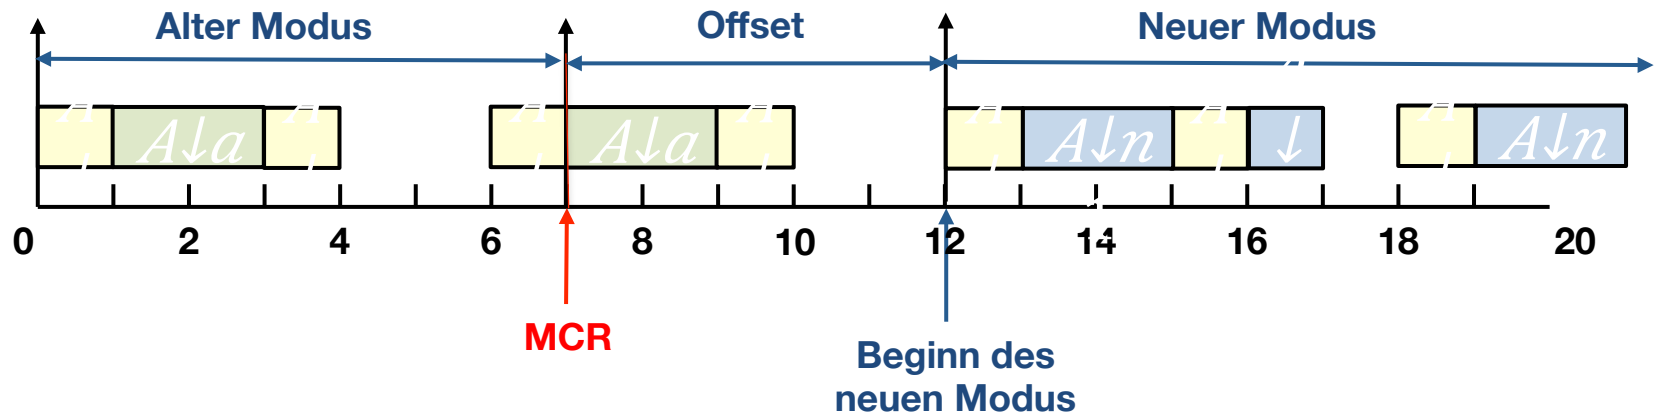 Alter Modus Offset Neuer Modus
A↓a A↓a A↓n ↓ A↓n
0 2 4 6 8 10 12 14 16 18 20
MCR
Beginn des
neuen Modus